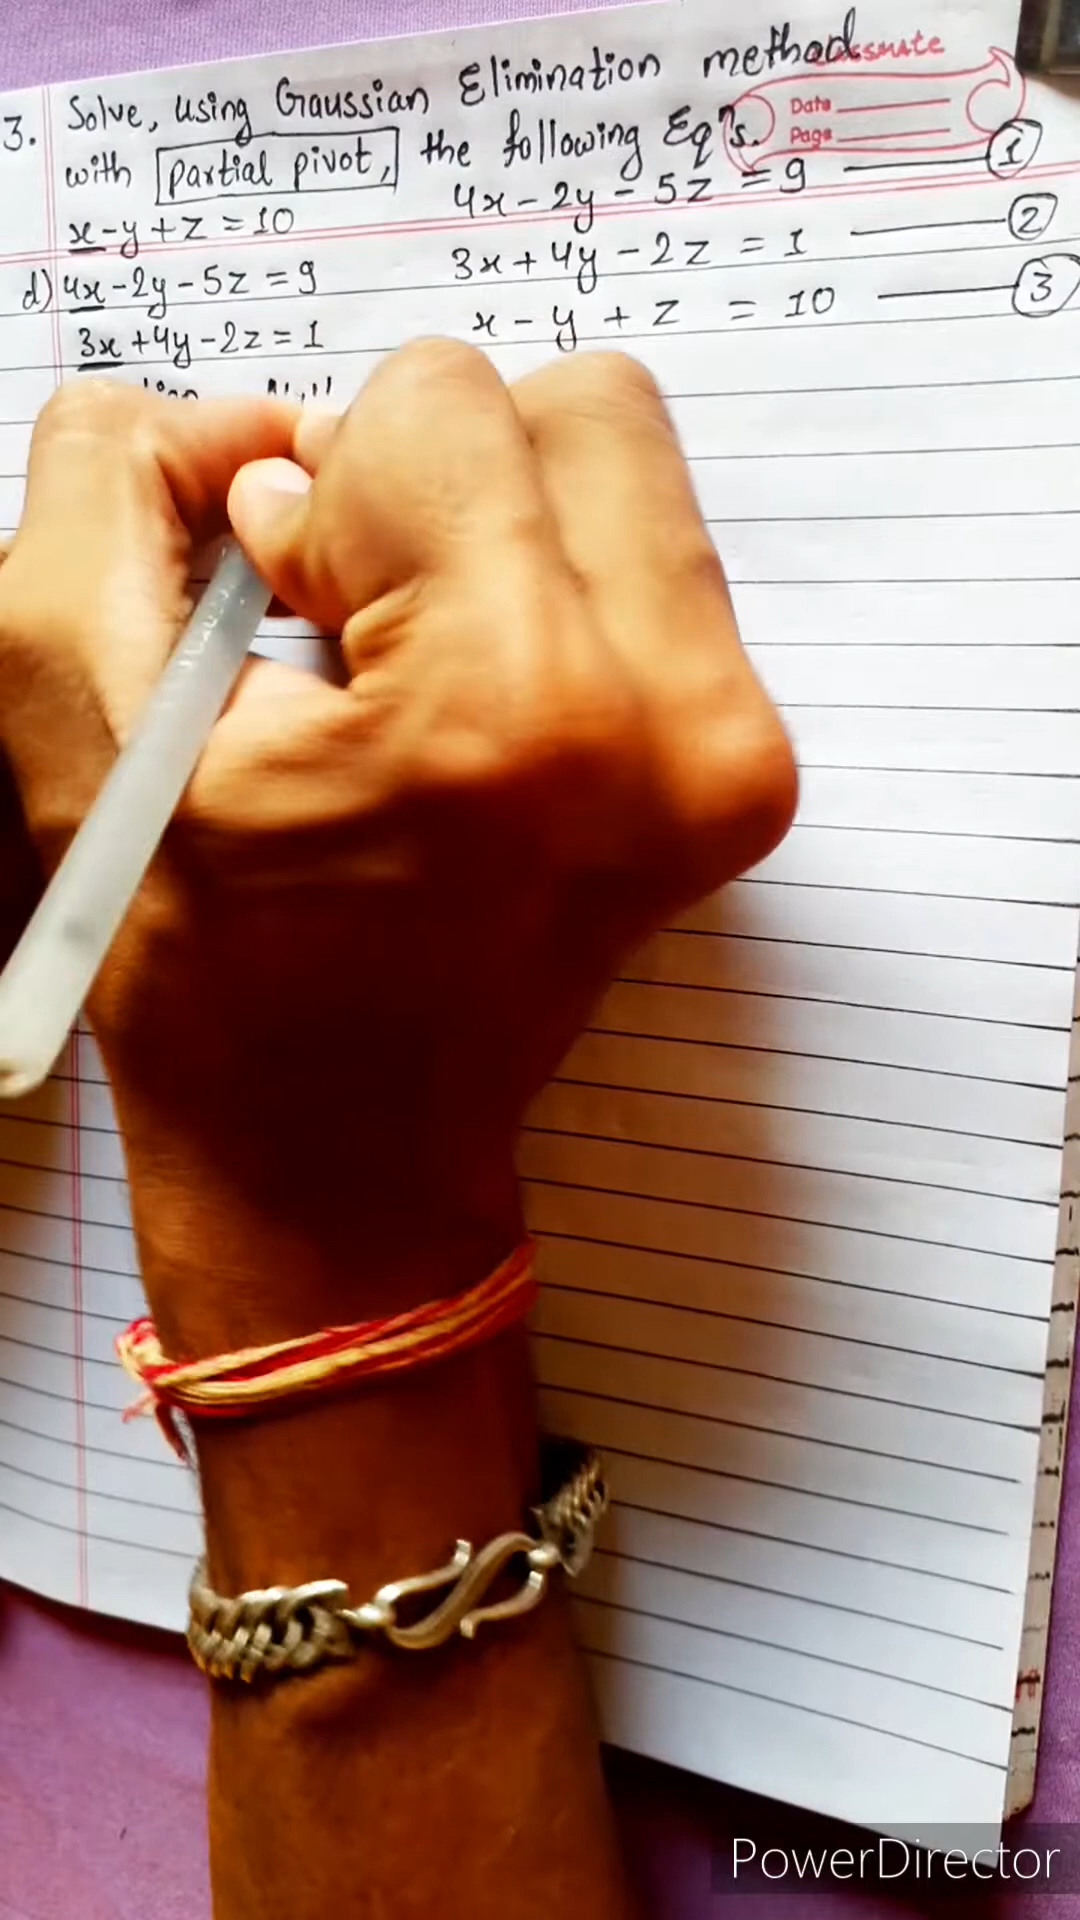 3. Solve, using Gaussian Elimination method
with partial pivot, the following Eqns.
Date
Page
x - y + z = 10
d) 4x - 2y - 5z = 9
3x + 4y - 2z = 1
4x - 2y - 5z = 9 1
3x + 4y - 2z = 1 2
x - y + z = 10 3
PowerDirector